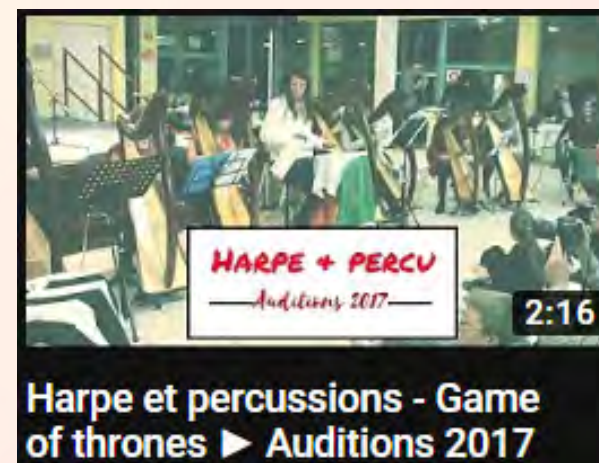 HARPE + PERCU
Auditions 2017
2:16
Harpe et percussions - Game
of thrones ► Auditions 2017